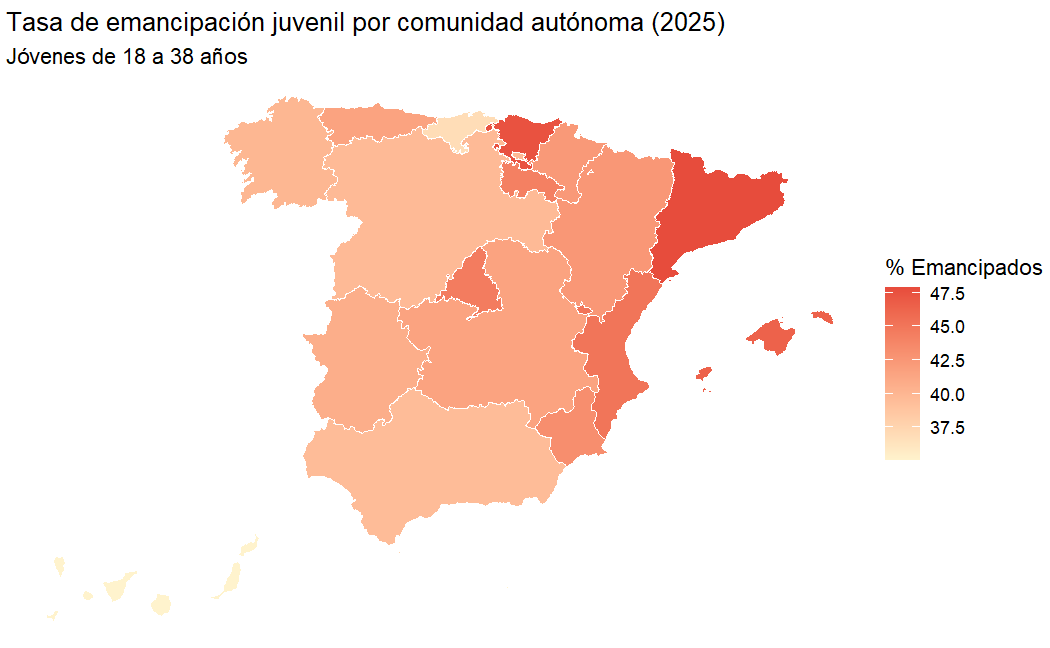 Tasa de emancipación juvenil por comunidad autónoma (2025)
Jóvenes de 18 a 38 años
% Emancipados
47.5
45.0
42.5
40.0
37.5